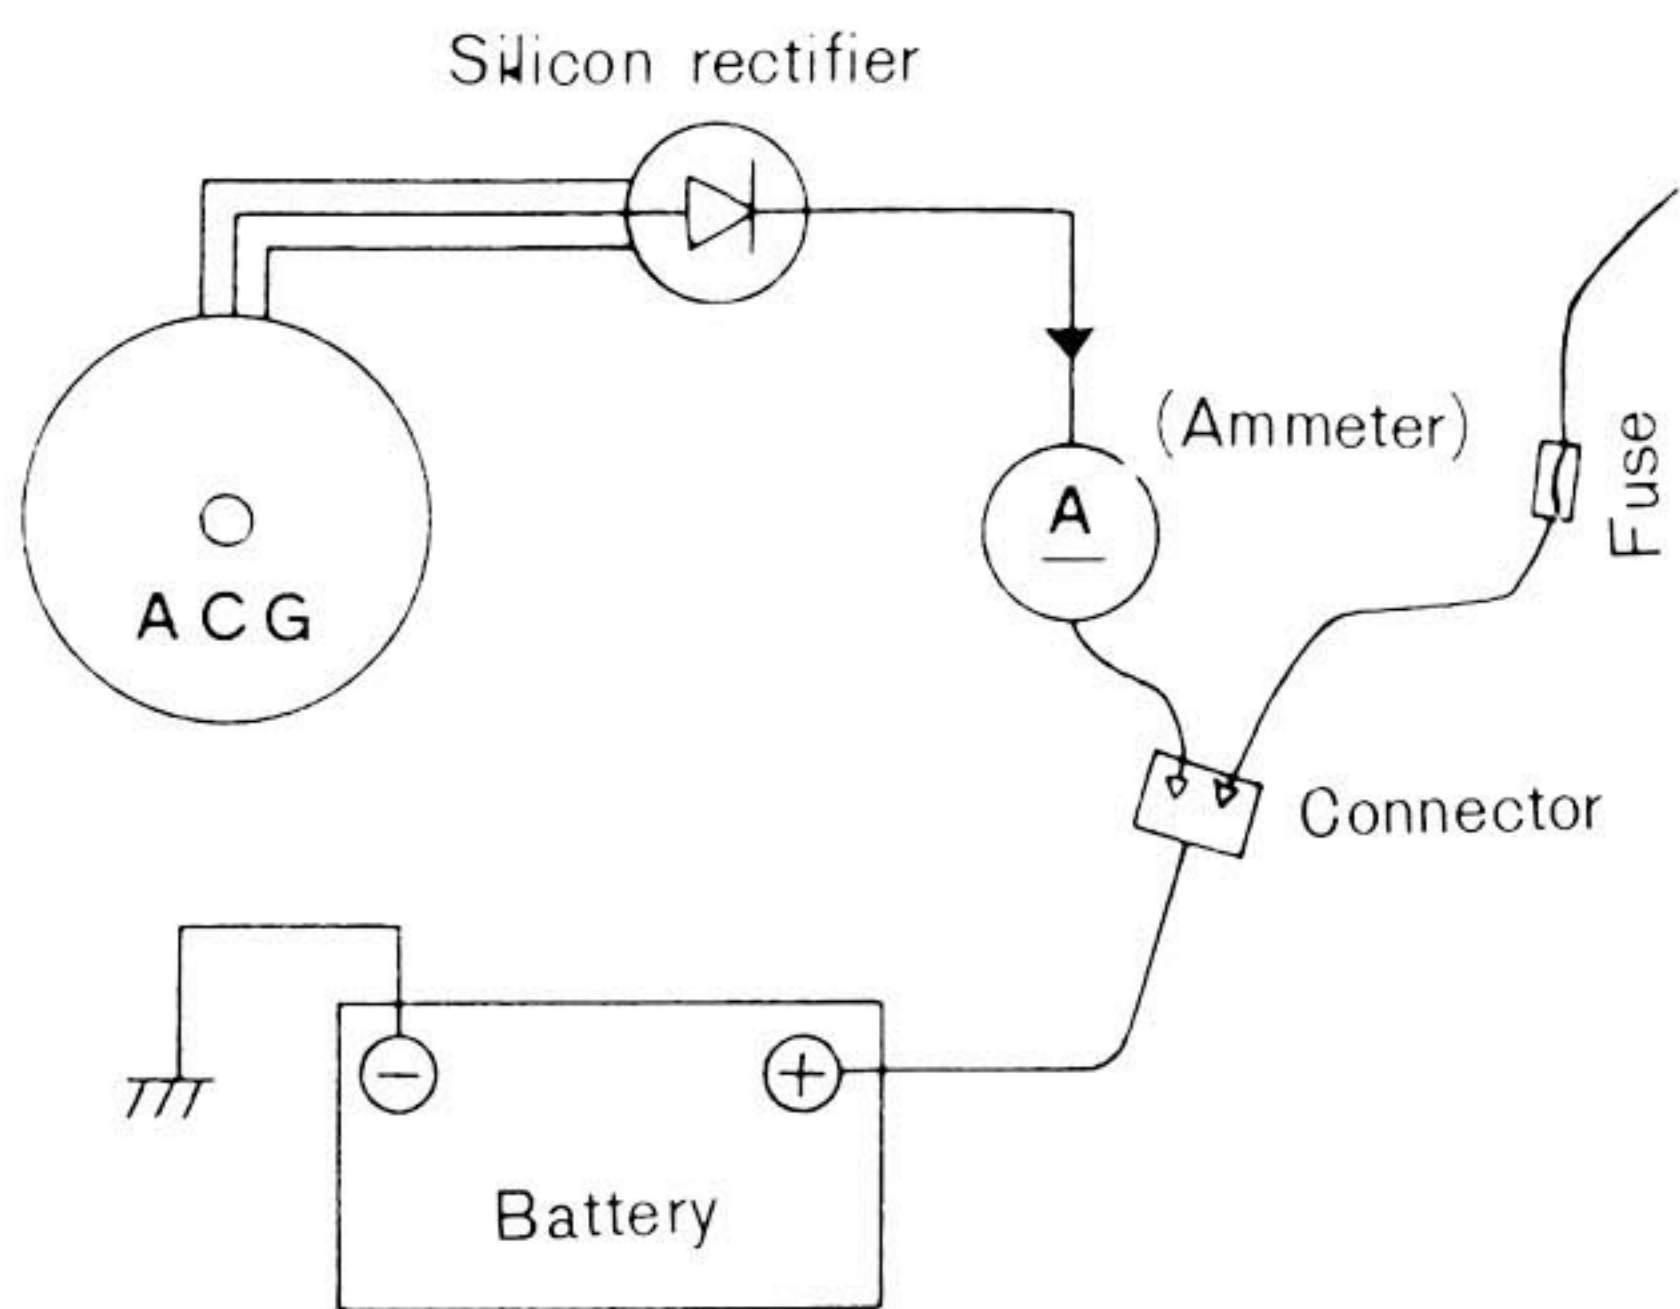 Silicon rectifier
(Ammeter)
A
Fuse
ACG
Connector
Battery